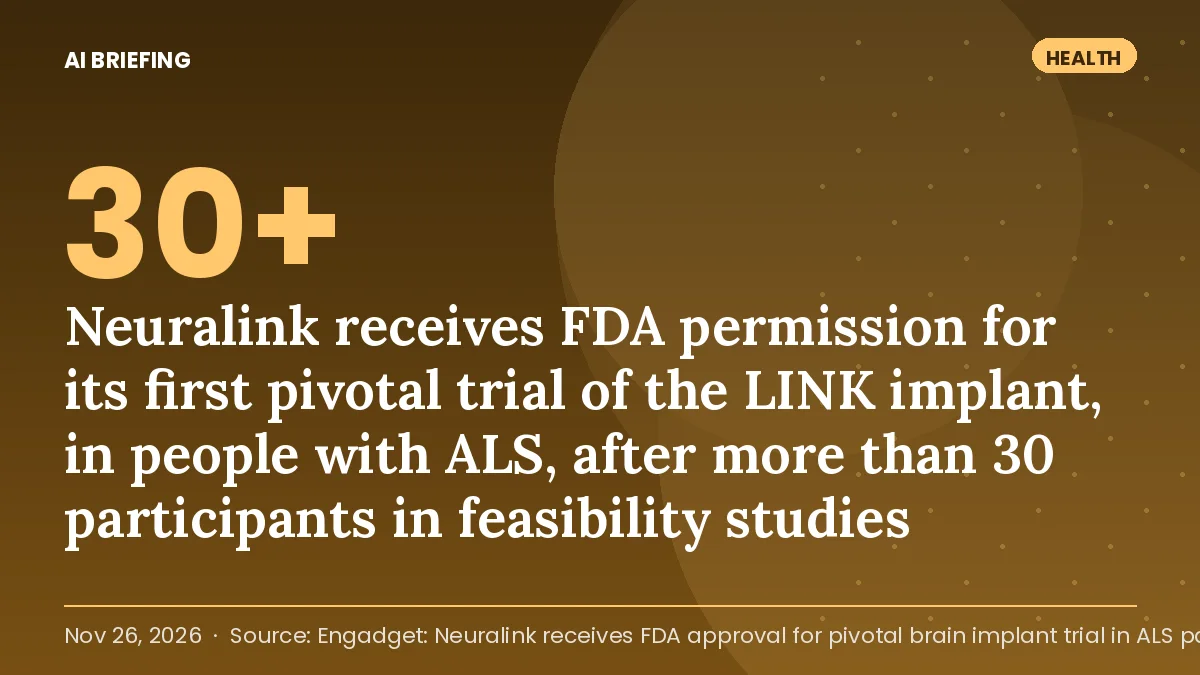 AI BRIEFING
HEALTH
30+
Neuralink receives FDA permission for
its first pivotal trial of the LINK implant,
in people with ALS, after more than 30
participants in feasibility studies
Nov 26, 2026 · Source: Engadget: Neuralink receives FDA approval for pivotal brain implant trial in ALS